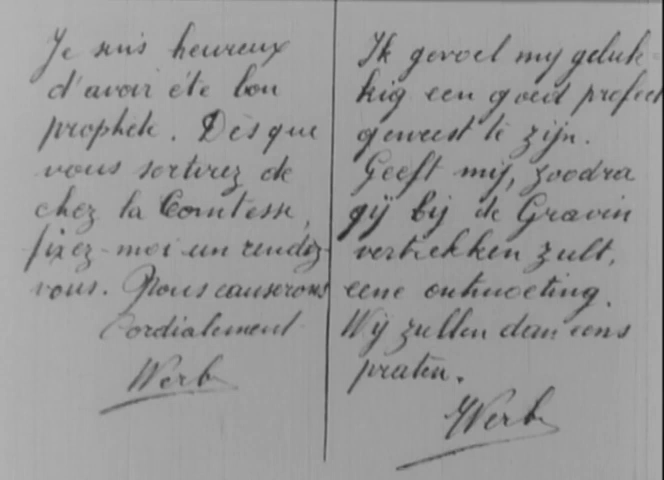 Je suis heureux
d'avoir été bon
prophète. Dès que
vous sortirez de
chez la Comtesse,
fixez-moi un rendez-
vous. Nous causerons
Cordialement
Werb
Ik gevoel my geluk-
kig een goed profeet
geweest te zijn.
Geeft mij, zoodra
gij bij de Gravin
vertrekken zult,
eene ontmoeting.
Wij zullen dan eens
praten.
Werb